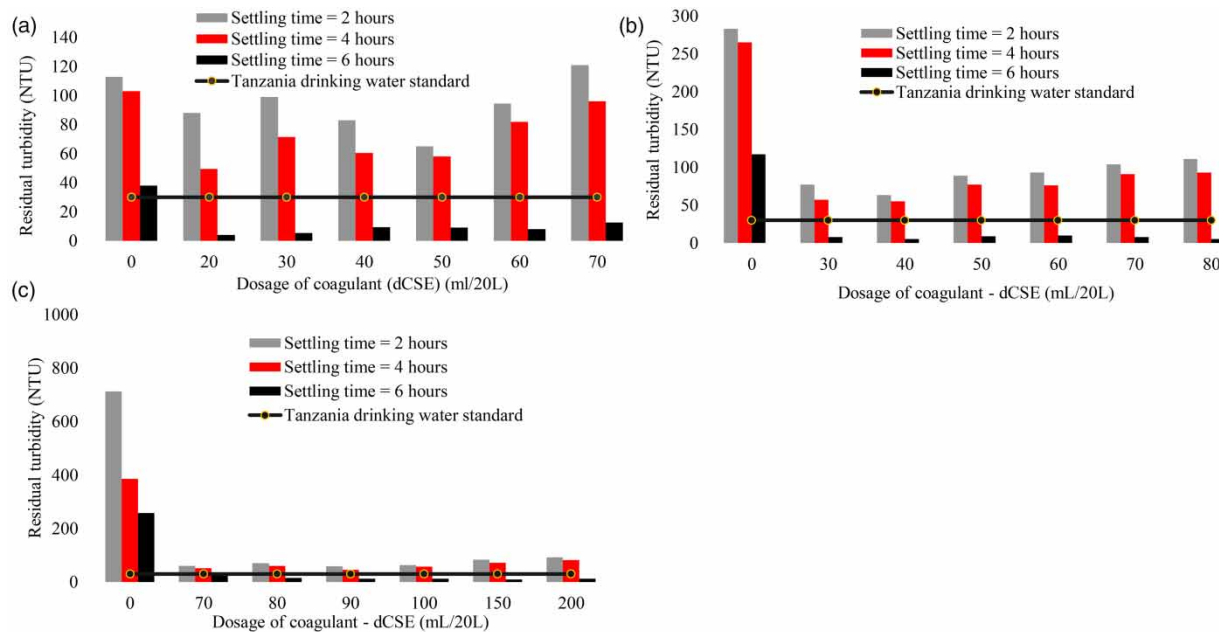 (a)
Settling time = 2 hours
Settling time = 4 hours
Settling time = 6 hours
Tanzania drinking water standard
Residual turbidity (NTU)
140
120
100
80
60
40
20
0
0 20 30 40 50 60 70
Dosage of coagulant (dCSE) (ml/20L)
(b)
Settling time = 2 hours
Settling time = 4 hours
Settling time = 6 hours
Tanzania drinking water standard
Residual turbidity (NTU)
300
250
200
150
100
50
0
0 30 40 50 60 70 80
Dosage of coagulant - dCSE (mL/20L)
(c)
Settling time = 2 hours
Settling time = 4 hours
Settling time = 6 hours
Tanzania drinking water standard
Residual turbidity (NTU)
1000
800
600
400
200
0
0 70 80 90 100 150 200
Dosage of coagulant - dCSE (mL/20L)